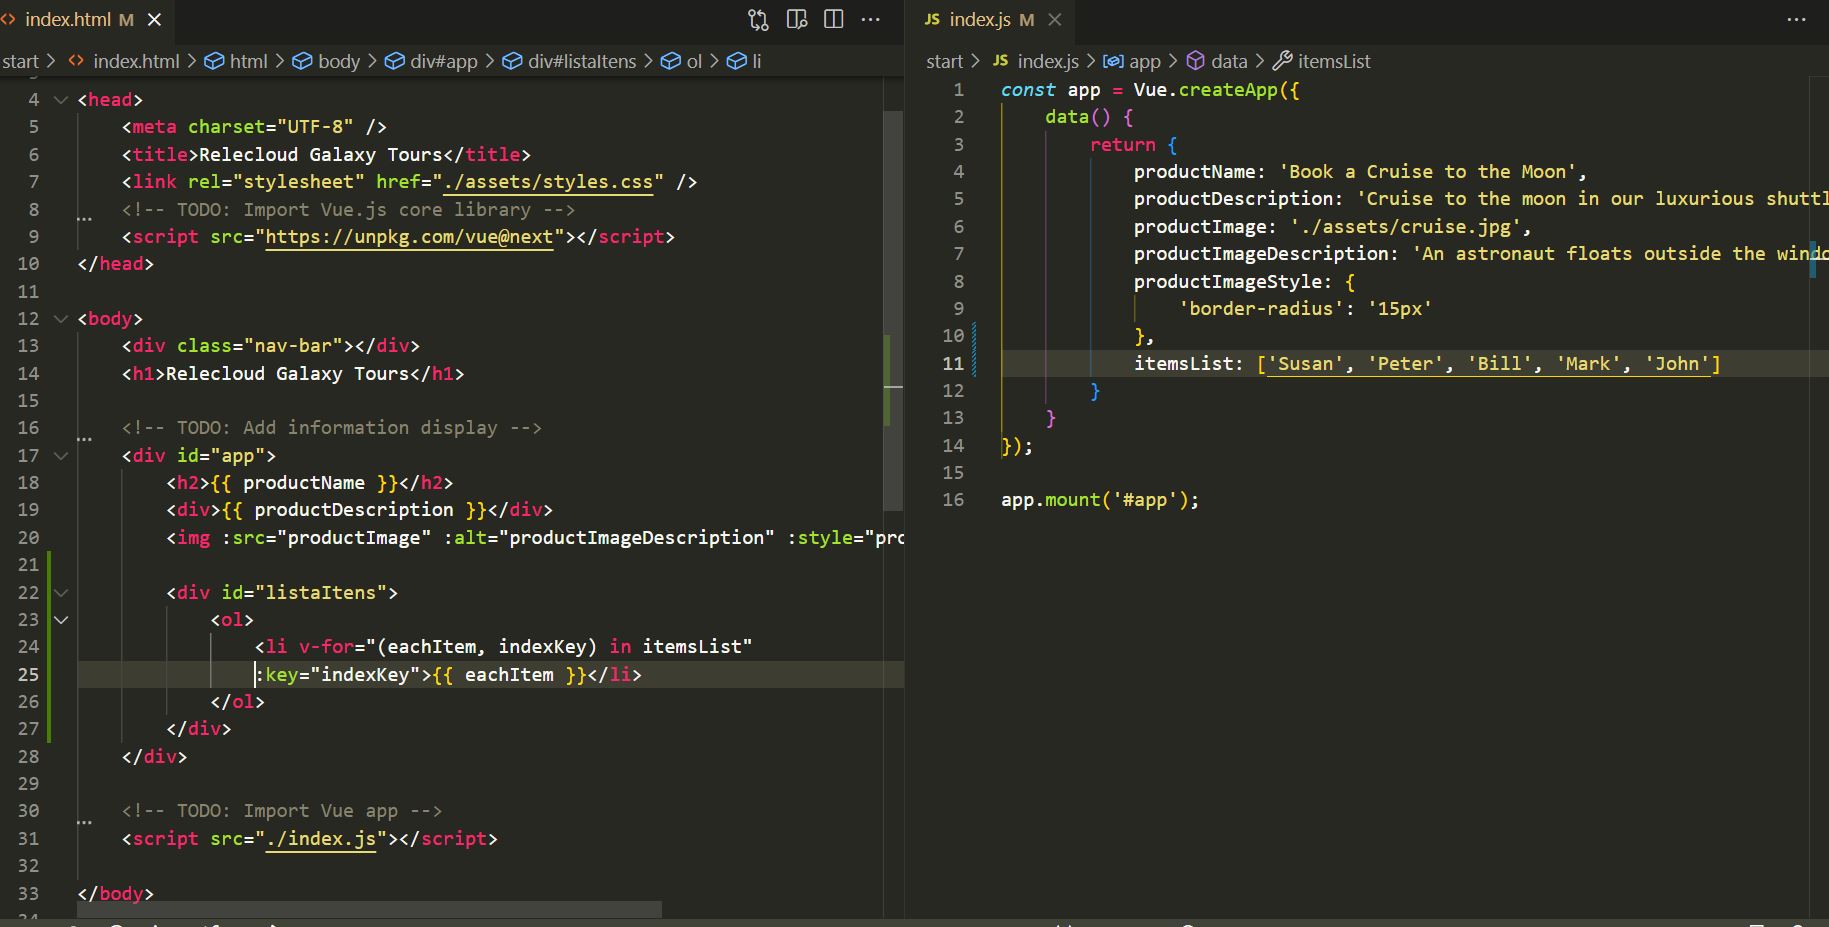 index.html M
start > index.html > html > body > div#app > div#listaItens > ol > li
4 <head>
5 <meta charset="UTF-8" />
6 <title>Relecloud Galaxy Tours</title>
7 <link rel="stylesheet" href="./assets/styles.css" />
8 <!-- TODO: Import Vue.js core library -->
9 <script src="https://unpkg.com/vue@next"></script>
10 </head>
11
12 <body>
13 <div class="nav-bar"></div>
14 <h1>Relecloud Galaxy Tours</h1>
15
16 <!-- TODO: Add information display -->
17 <div id="app">
18 <h2>{{ productName }}</h2>
19 <div>{{ productDescription }}</div>
20 <img :src="productImage" :alt="productImageDescription" :style="pro
21
22 <div id="listaItens">
23 <ol>
24 <li v-for="(eachItem, indexKey) in itemsList"
25 :key="indexKey">{{ eachItem }}</li>
26 </ol>
27 </div>
28 </div>
29
30 <!-- TODO: Import Vue app -->
31 <script src="./index.js"></script>
32
33 </body>
JS index.js M
start > JS index.js > app > data > itemsList
1 const app = Vue.createApp({
2 data() {
3 return {
4 productName: 'Book a Cruise to the Moon',
5 productDescription: 'Cruise to the moon in our luxurious shuttl
6 productImage: './assets/cruise.jpg',
7 productImageDescription: 'An astronaut floats outside the windo
8 productImageStyle: {
9 'border-radius': '15px'
10 },
11 itemsList: ['Susan', 'Peter', 'Bill', 'Mark', 'John']
12 }
13 }
14 });
15
16 app.mount('#app');